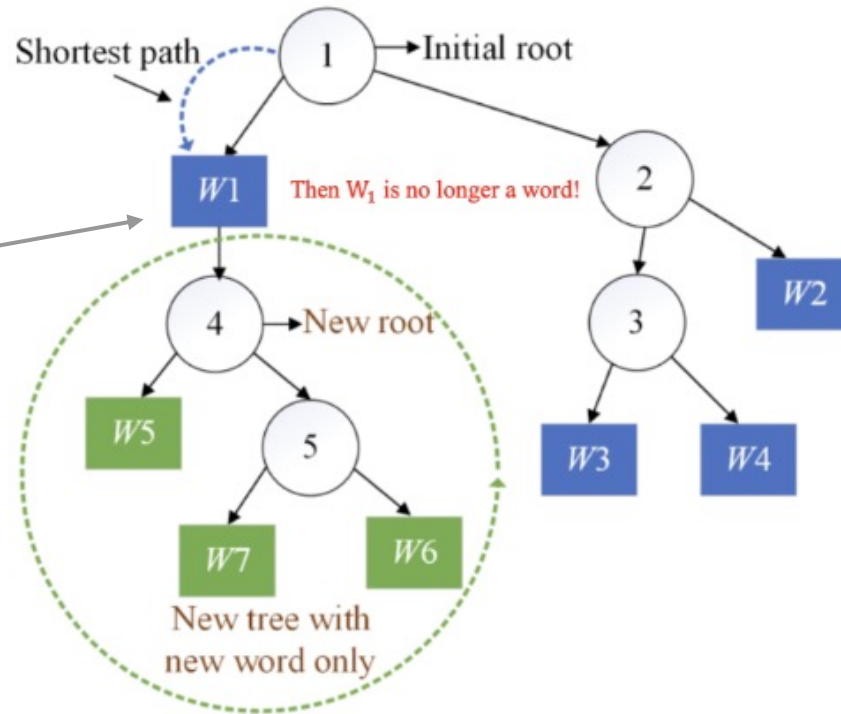 1
Initial root
Shortest path
W1
Then W₁ is no longer a word!
2
W2
4
New root
3
W5
5
W3
W4
W7
W6
New tree with
new word only